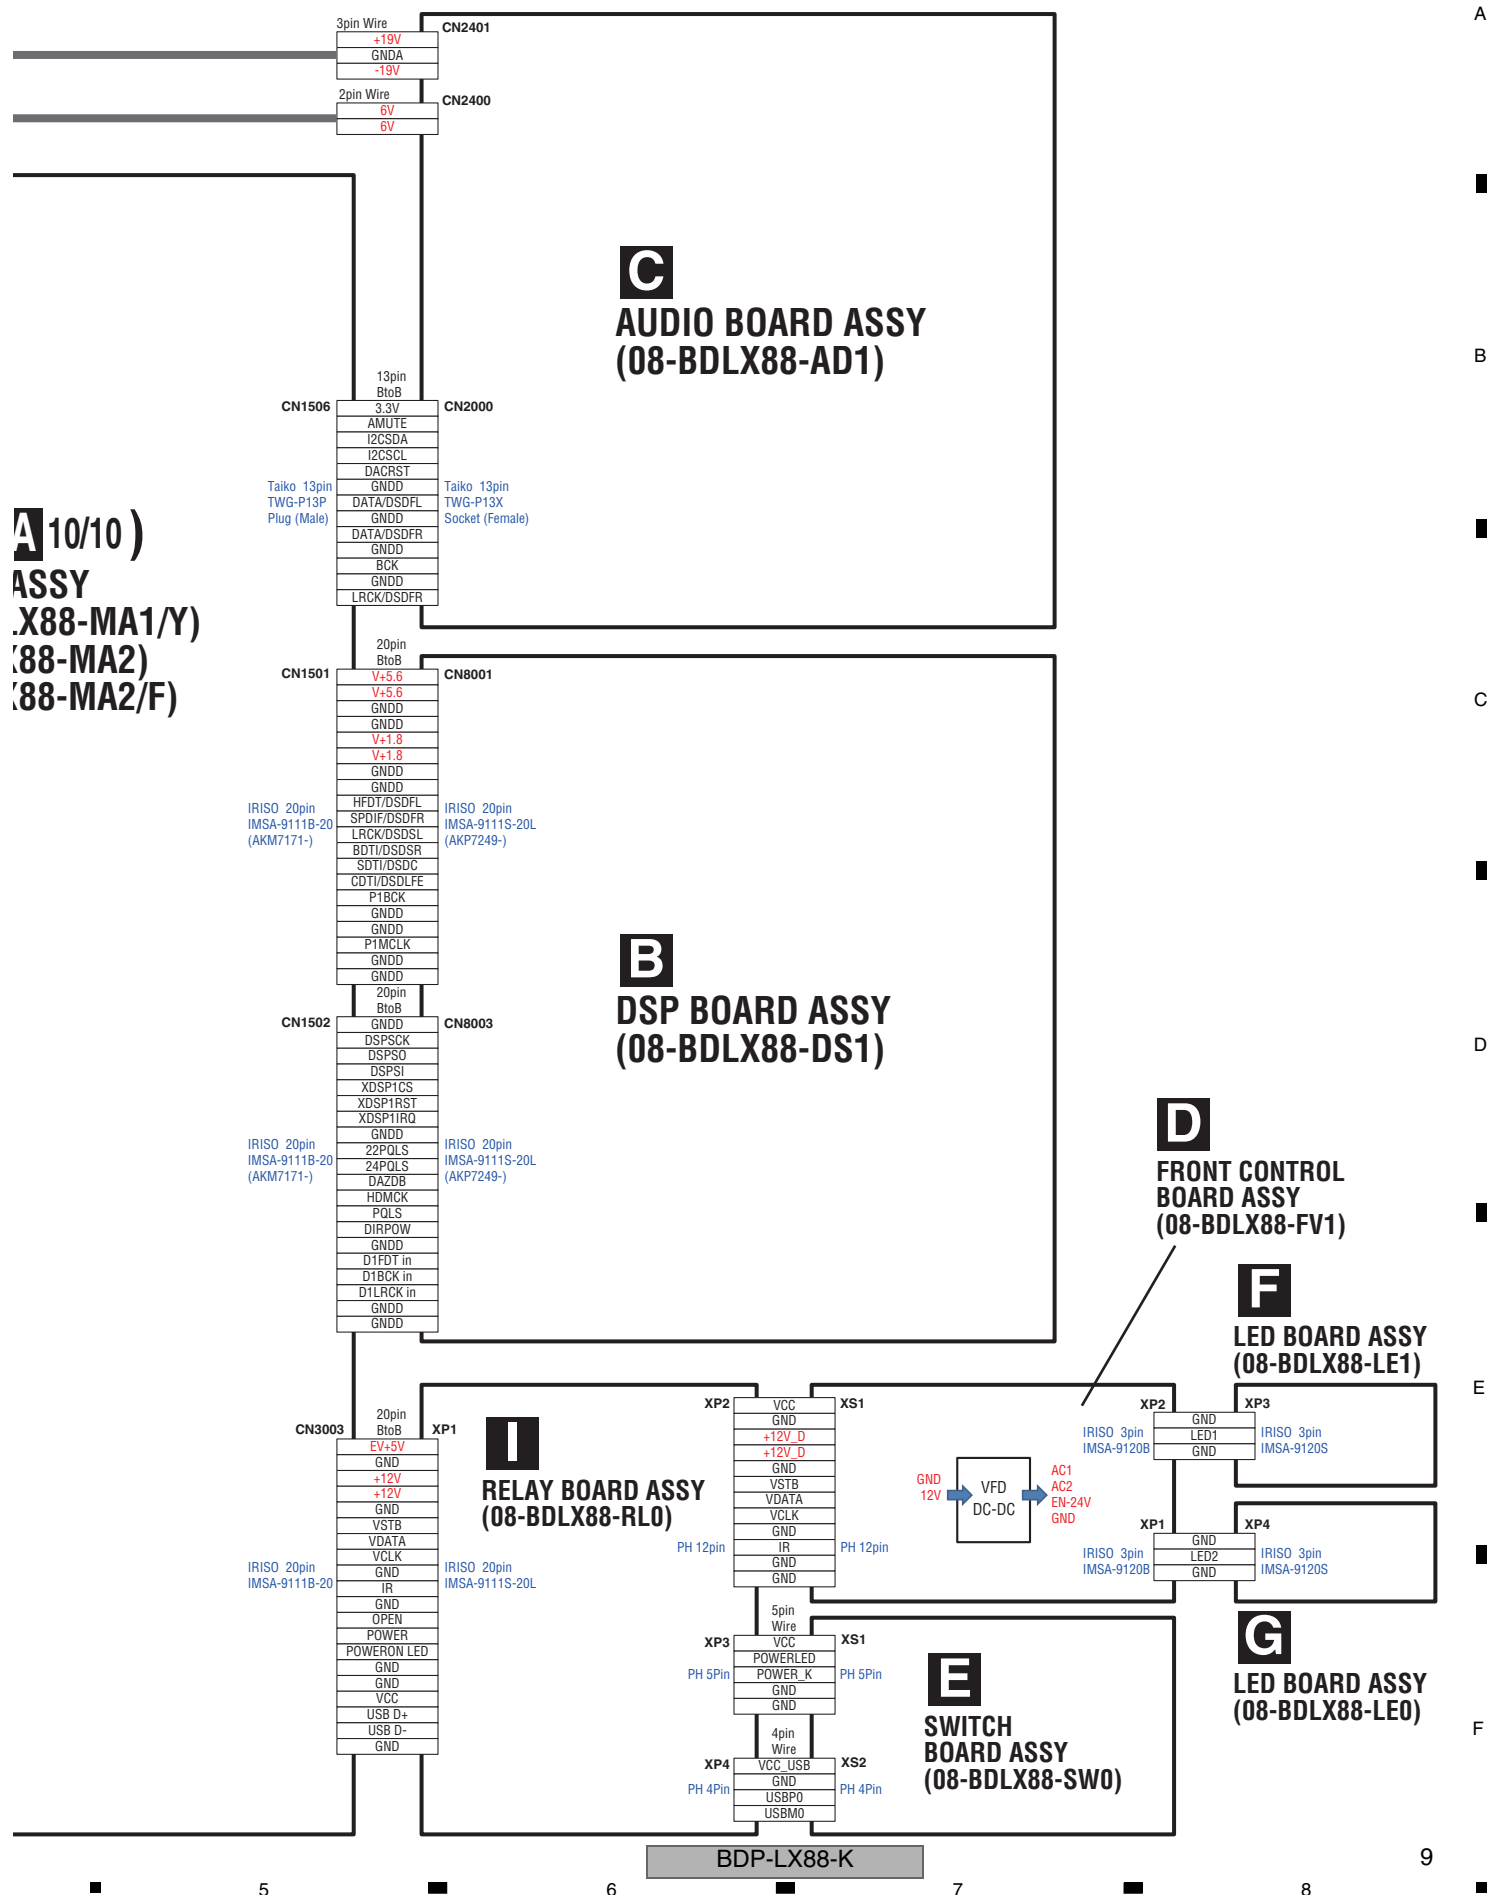 A
3pin Wire
CN2401
+19V
GNDA
-19V
2pin Wire
CN2400
6V
6V
C
AUDIO BOARD ASSY
(08-BDLX88-AD1)
B
13pin
BtoB
CN1506
CN2000
3.3V
AMUTE
I2CSDA
I2CSCL
DACRST
GNDD
DATA/DSDFL
GNDD
DATA/DSDFR
GNDD
BCK
GNDD
LRCK/DSDFR
Taiko 13pin
TWG-P13P
Plug (Male)
Taiko 13pin
TWG-P13X
Socket (Female)
A 10/10 )
ASSY
LX88-MA1/Y)
X88-MA2)
X88-MA2/F)
20pin
BtoB
CN1501
CN8001
V+5.6
V+5.6
GNDD
GNDD
V+1.8
V+1.8
GNDD
GNDD
HFDT/DSDFL
SPDIF/DSDFR
LRCK/DSDSL
BDTI/DSDSR
SDTI/DSDC
CDTI/DSDLFE
P1BCK
GNDD
GNDD
P1MCLK
GNDD
GNDD
IRISO 20pin
IMSA-9111B-20
(AKM7171-)
IRISO 20pin
IMSA-9111S-20L
(AKP7249-)
C
B
DSP BOARD ASSY
(08-BDLX88-DS1)
20pin
BtoB
CN1502
CN8003
GNDD
DSPSCK
DSPSO
DSPSI
XDSP1CS
XDSP1RST
XDSP1IRQ
GNDD
22PQLS
24PQLS
DAZDB
HDMCK
PQLS
DIRPOW
GNDD
D1FDT in
D1BCK in
D1LRCK in
GNDD
GNDD
IRISO 20pin
IMSA-9111B-20
(AKM7171-)
IRISO 20pin
IMSA-9111S-20L
(AKP7249-)
D
D
FRONT CONTROL
BOARD ASSY
(08-BDLX88-FV1)
F
LED BOARD ASSY
(08-BDLX88-LE1)
E
20pin
BtoB
CN3003
XP1
EV+5V
GND
+12V
+12V
GND
VSTB
VDATA
VCLK
GND
IR
GND
OPEN
POWER
POWERON LED
GND
GND
VCC
USB D+
USB D-
GND
IRISO 20pin
IMSA-9111B-20
IRISO 20pin
IMSA-9111S-20L
I
RELAY BOARD ASSY
(08-BDLX88-RL0)
XP2
XS1
VCC
GND
+12V_D
+12V_D
GND
VSTB
VDATA
VCLK
GND
IR
GND
GND
PH 12pin
PH 12pin
GND
12V
VFD
DC-DC
AC1
AC2
EN-24V
GND
XP2
XP3
GND
LED1
GND
IRISO 3pin
IMSA-9120B
IRISO 3pin
IMSA-9120S
XP1
XP4
GND
LED2
GND
IRISO 3pin
IMSA-9120B
IRISO 3pin
IMSA-9120S
G
LED BOARD ASSY
(08-BDLX88-LE0)
5pin
Wire
XP3
XS1
VCC
POWERLED
POWER_K
GND
GND
PH 5Pin
PH 5Pin
E
SWITCH
BOARD ASSY
(08-BDLX88-SW0)
4pin
Wire
XP4
XS2
VCC_USB
GND
USBP0
USBM0
PH 4Pin
PH 4Pin
F
BDP-LX88-K
9
5
6
7
8